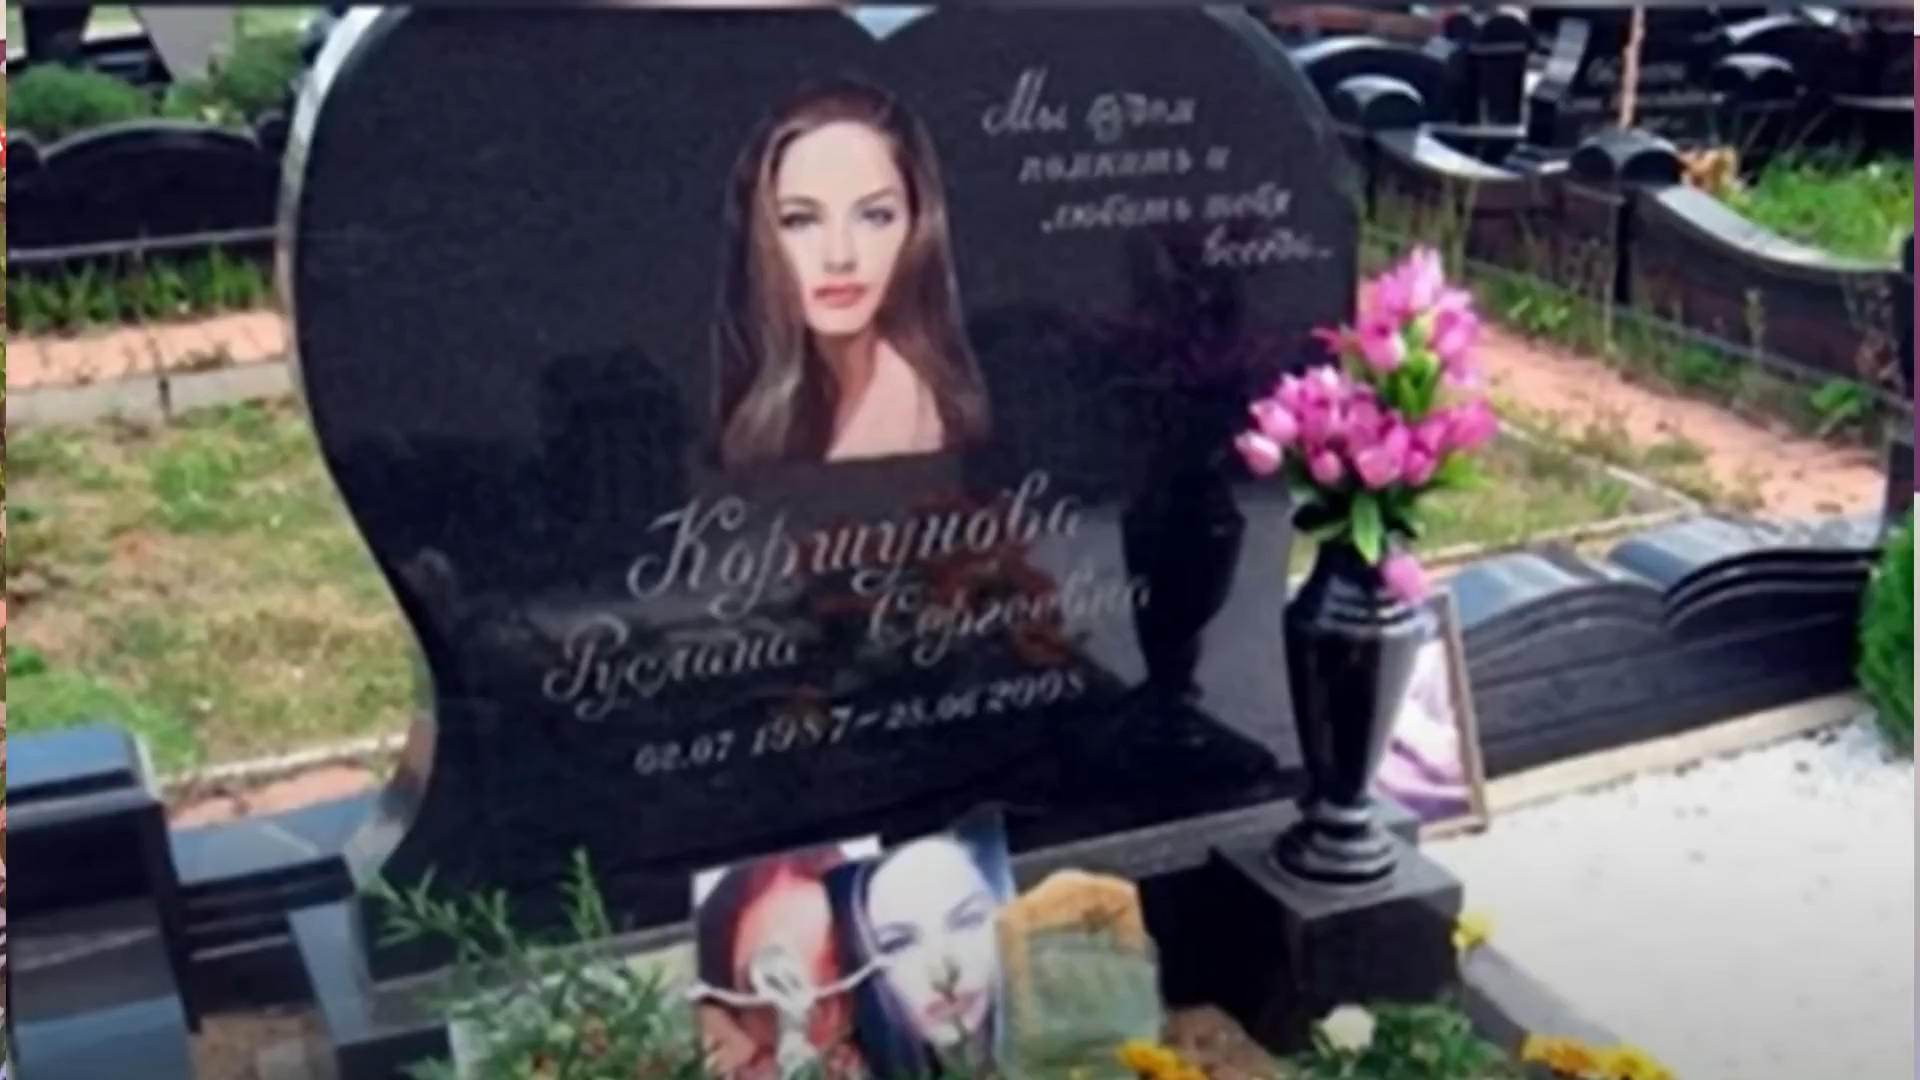 Мы будем
помнить и
любить тебя
всегда...
Коршунова
Руслана Сергеевна
02.07 1987-28.06 2008